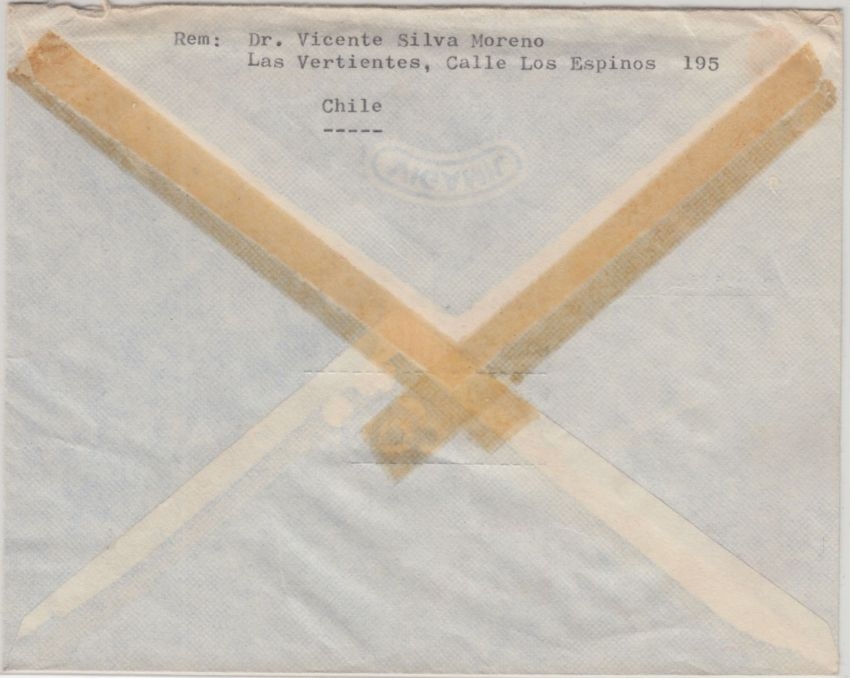 Rem: Dr. Vicente Silva Moreno
Las Vertientes, Calle Los Espinos 195
Chile
-----